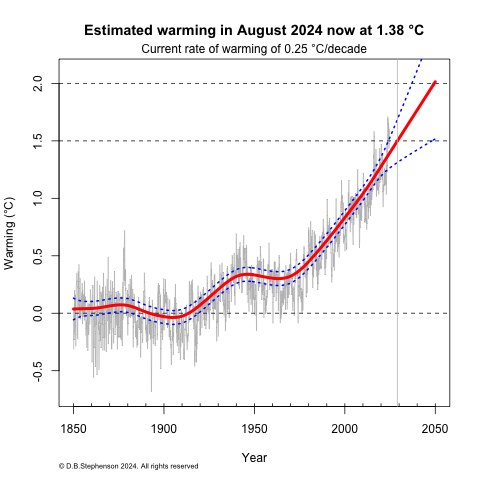 Estimated warming in August 2024 now at 1.38 °C
Current rate of warming of 0.25 °C/decade
Warming (°C)
2.0
1.5
1.0
0.5
0.0
-0.5
1850 1900 1950 2000 2050
Year
© D.B.Stephenson 2024. All rights reserved